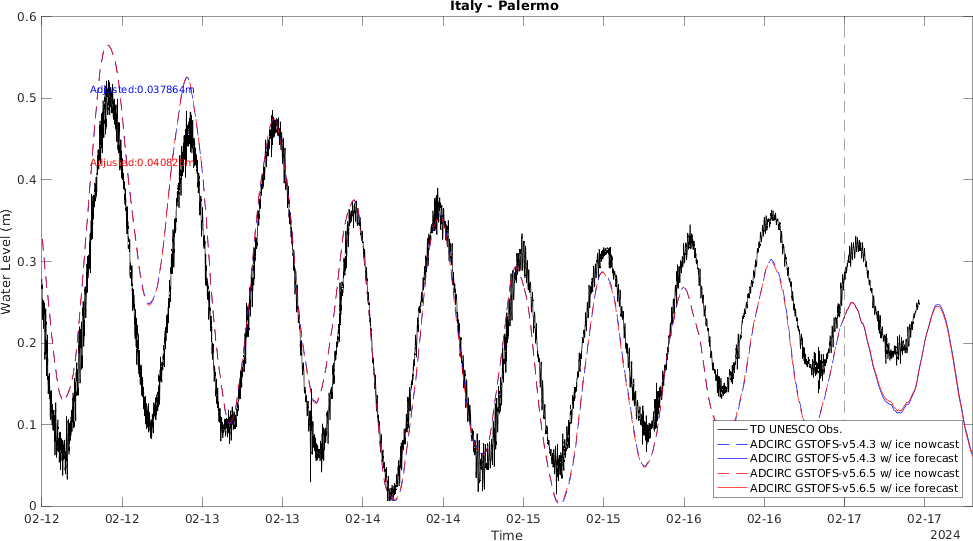 Italy - Palermo
Water Level (m)
0.6
0.5
0.4
0.3
0.2
0.1
0
Adjusted:0.037864m
02-12
02-12
02-13
02-13
02-14
02-14
02-15
02-15
02-16
02-16
02-17
02-17
2024
Time
TD UNESCO Obs.
ADCIRC GSTOFS-v5.4.3 w/ ice nowcast
ADCIRC GSTOFS-v5.4.3 w/ ice forecast
ADCIRC GSTOFS-v5.6.5 w/ ice nowcast
ADCIRC GSTOFS-v5.6.5 w/ ice forecast